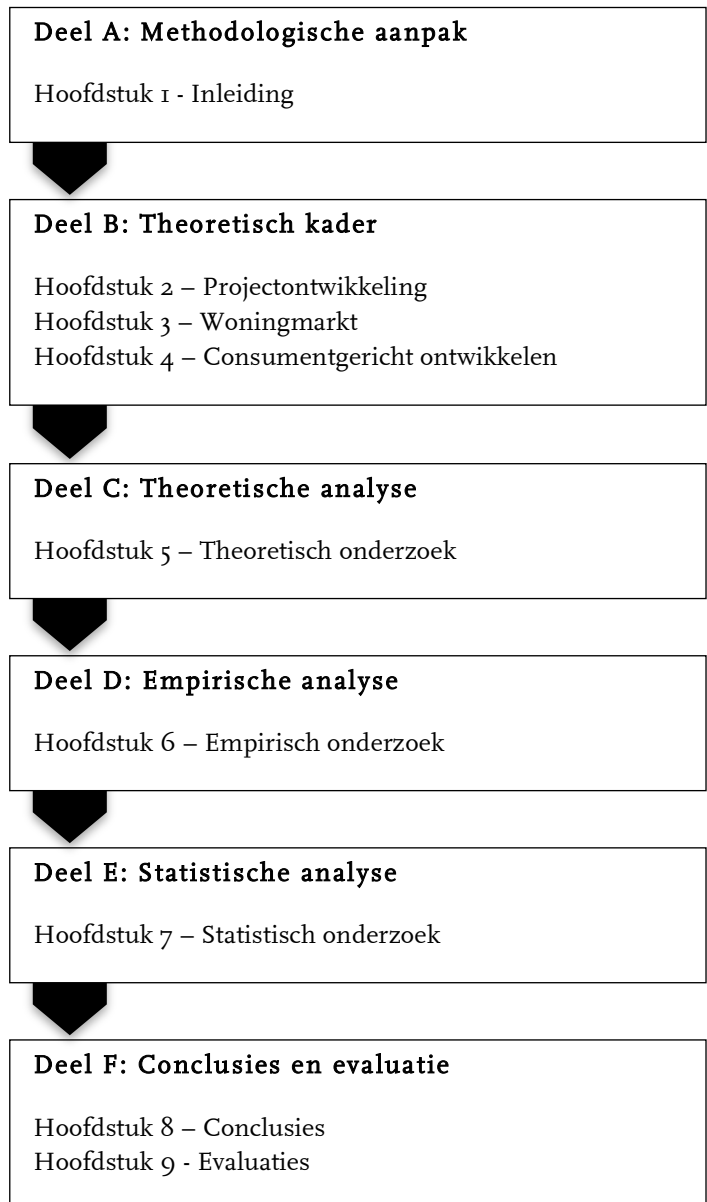 Deel A: Methodologische aanpak
Hoofdstuk 1 - Inleiding
Deel B: Theoretisch kader
Hoofdstuk 2 – Projectontwikkeling
Hoofdstuk 3 – Woningmarkt
Hoofdstuk 4 – Consumentgericht ontwikkelen
Deel C: Theoretische analyse
Hoofdstuk 5 – Theoretisch onderzoek
Deel D: Empirische analyse
Hoofdstuk 6 – Empirisch onderzoek
Deel E: Statistische analyse
Hoofdstuk 7 – Statistisch onderzoek
Deel F: Conclusies en evaluatie
Hoofdstuk 8 – Conclusies
Hoofdstuk 9 - Evaluaties